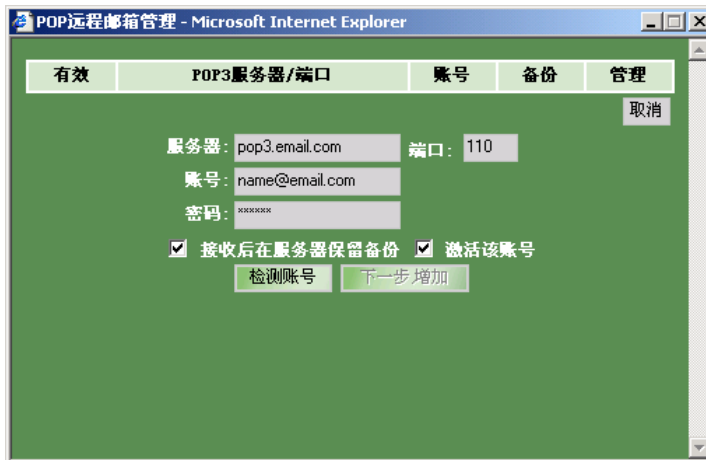 POP远程邮箱管理 - Microsoft Internet Explorer
有效 POP3服务器/端口 账号 备份 管理
取消
服务器: pop3.email.com 端口: 110
账号: name@email.com
密码: ******
接收后在服务器保留备份 激活该账号
检测账号 下一步 增加